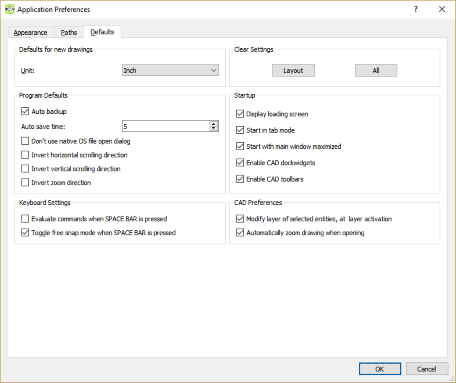 Application Preferences
Appearance Paths Defaults
Defaults for new drawings
Unit: Inch
Clear Settings
Layout All
Program Defaults
Auto backup
Auto save time: 5
Don't use native OS file open dialog
Invert horizontal scrolling direction
Invert vertical scrolling direction
Invert zoom direction
Startup
Display loading screen
Start in tab mode
Start with main window maximized
Enable CAD dockwidgets
Enable CAD toolbars
Keyboard Settings
Evaluate commands when SPACE BAR is pressed
Toggle free snap mode when SPACE BAR is pressed
CAD Preferences
Modify layer of selected entities, at layer activation
Automatically zoom drawing when opening
OK Cancel